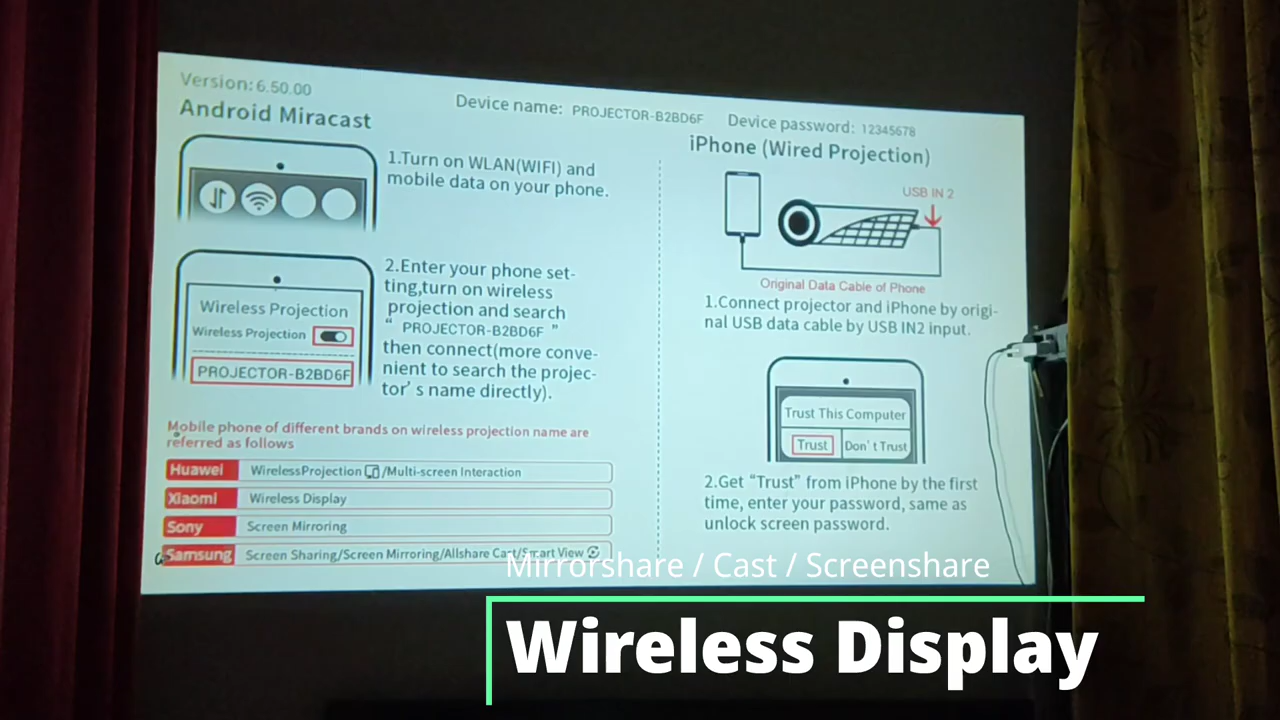 Version: 6.50.00
Device name: PROJECTOR-B2BD6F
Device password: 12345678
Android Miracast
1.Turn on WLAN(WIFI) and
mobile data on your phone.
2.Enter your phone set-
ting,turn on wireless
projection and search
" PROJECTOR-B2BD6F "
then connect(more conve-
nient to search the projec-
tor's name directly).
Wireless Projection
Wireless Projection
PROJECTOR-B2BD6F
Mobile phone of different brands on wireless projection name are
referred as follows
Huawei WirelessProjection /Multi-screen Interaction
Xiaomi Wireless Display
Sony Screen Mirroring
Samsung Screen Sharing/Screen Mirroring/Allshare Cast/Smart View
iPhone (Wired Projection)
USB IN 2
Original Data Cable of Phone
1.Connect projector and iPhone by origi-
nal USB data cable by USB IN2 input.
Trust This Computer
Trust Don't Trust
2.Get "Trust" from iPhone by the first
time, enter your password, same as
unlock screen password.
Mirrorshare / Cast / Screenshare
Wireless Display